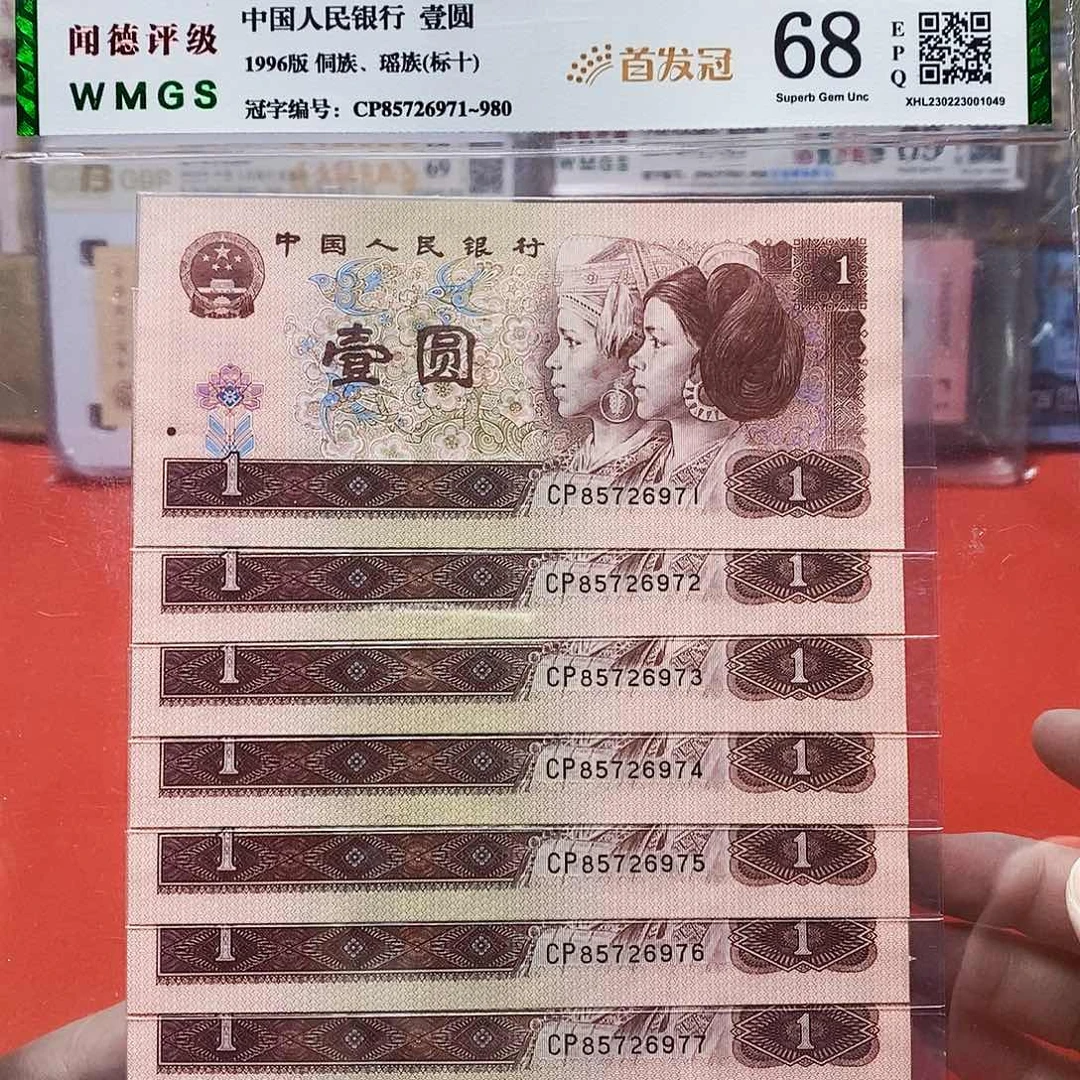 闻德评级
WMGS
中国人民银行 壹圆
1996版 侗族、瑶族(标十)
冠字编号：CP85726971~980
首发冠
68
Superb Gem Unc
EPQ
XHL230223001049
69
WMGS
中国人民银行
1
壹圆
1
CP85726971
1
1
CP85726972
1
1
CP85726973
1
1
CP85726974
1
1
CP85726975
1
1
CP85726976
1
1
CP85726977
1